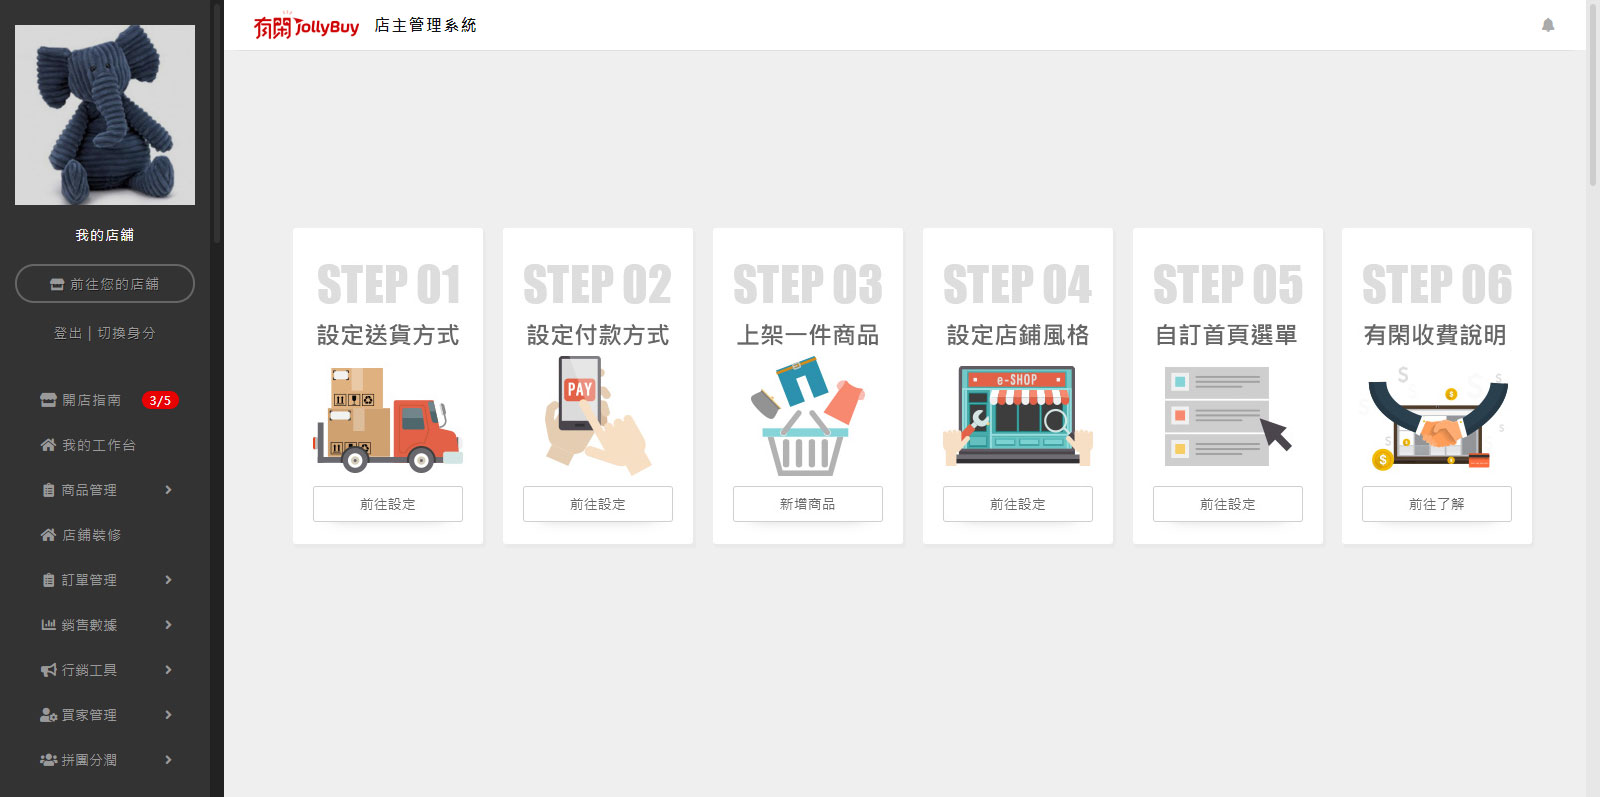 有閑 JollyBuy 店主管理系統
我的店舖
前往您的店舖
登出 | 切換身分
開店指南 3/5
我的工作台
商品管理
店鋪裝修
訂單管理
銷售數據
行銷工具
買家管理
拼團分潤
STEP 01
設定送貨方式
前往設定
STEP 02
設定付款方式
PAY
前往設定
STEP 03
上架一件商品
新增商品
STEP 04
設定店鋪風格
e-SHOP
前往設定
STEP 05
自訂首頁選單
前往設定
STEP 06
有閑收費說明
前往了解